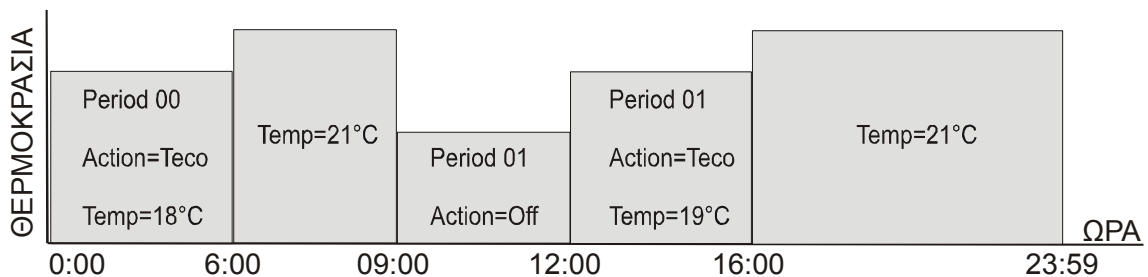 ΘΕΡΜΟΚΡΑΣΙΑ
Period 00
Action=Teco
Temp=18°C
Temp=21°C
Period 01
Action=Off
Period 01
Action=Teco
Temp=19°C
Temp=21°C
ΩΡΑ
0:00 6:00 09:00 12:00 16:00 23:59